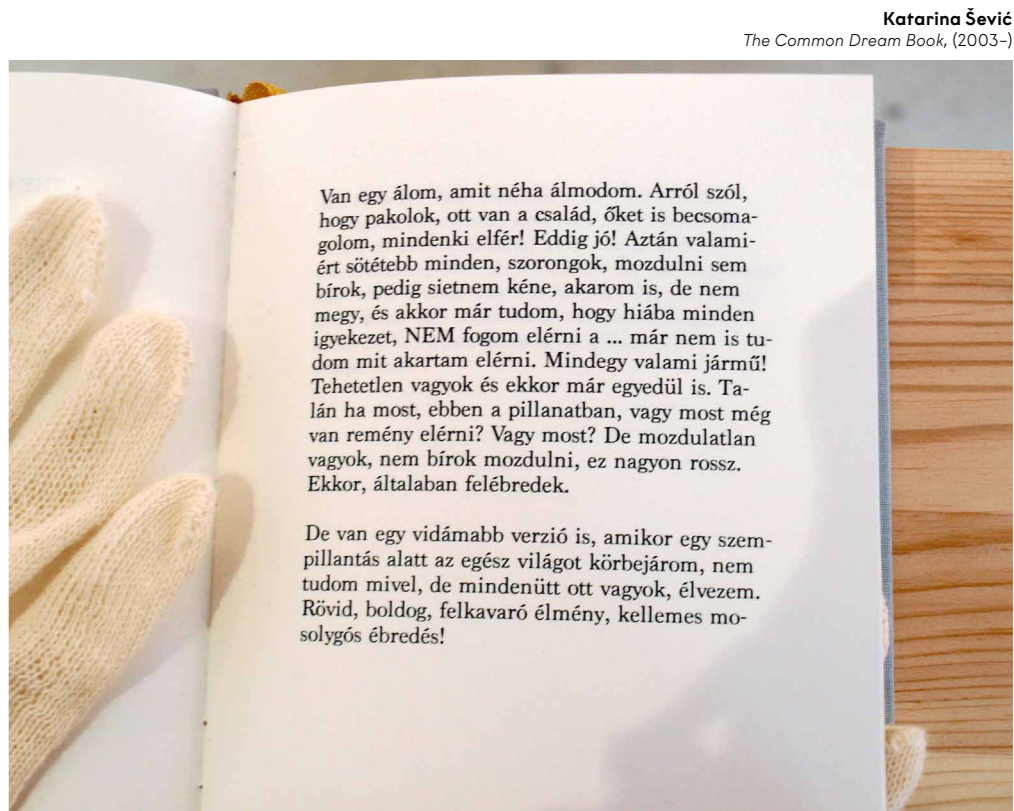 Katarina Šević
The Common Dream Book, (2003–)
Van egy álom, amit néha álmodom. Arról szól,
hogy pakolok, ott van a család, őket is becsoma-
golom, mindenki elfér! Eddig jó! Aztán valami-
ért sötétebb minden, szorongok, mozdulni sem
bírok, pedig sietnem kéne, akarom is, de nem
megy, és akkor már tudom, hogy hiába minden
igyekezet, NEM fogom elérni a ... már nem is tu-
dom mit akartam elérni. Mindegy valami jármű!
Tehetetlen vagyok és ekkor már egyedül is. Ta-
lán ha most, ebben a pillanatban, vagy most még
van remény elérni? Vagy most? De mozdulatlan
vagyok, nem bírok mozdulni, ez nagyon rossz.
Ekkor, általaban felébredek.
De van egy vidámabb verzió is, amikor egy szem-
pillantás alatt az egész világot körbejárom, nem
tudom mivel, de mindenütt ott vagyok, élvezem.
Rövid, boldog, felkavaró élmény, kellemes mo-
solygós ébredés!